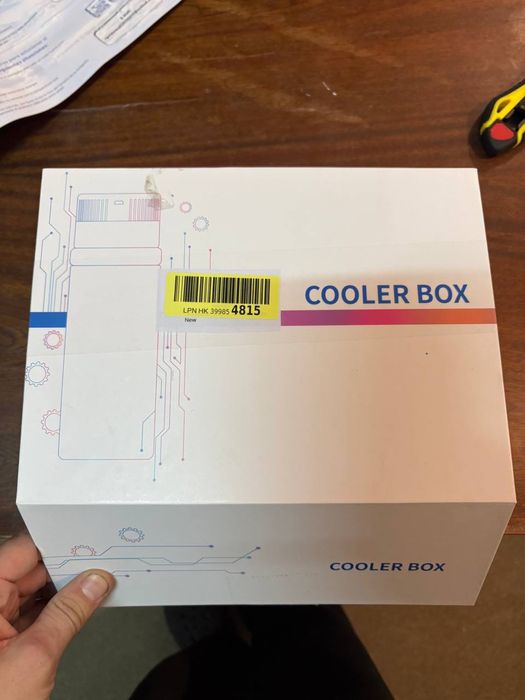 COOLER BOX
LPN HK 39985 4815
New
COOLER BOX